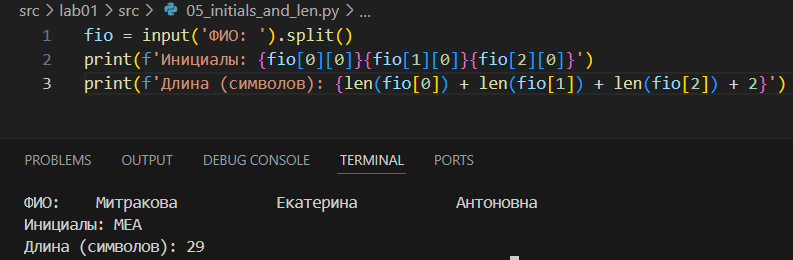 src > lab01 > src > 05_initials_and_len.py > ...
1 fio = input('ФИО: ').split()
2 print(f'Инициалы: {fio[0][0]}{fio[1][0]}{fio[2][0]}')
3 print(f'Длина (символов): {len(fio[0]) + len(fio[1]) + len(fio[2]) + 2}')
PROBLEMS OUTPUT DEBUG CONSOLE TERMINAL PORTS
ФИО:    Митракова            Екатерина            Антоновна
Инициалы: МЕА
Длина (символов): 29